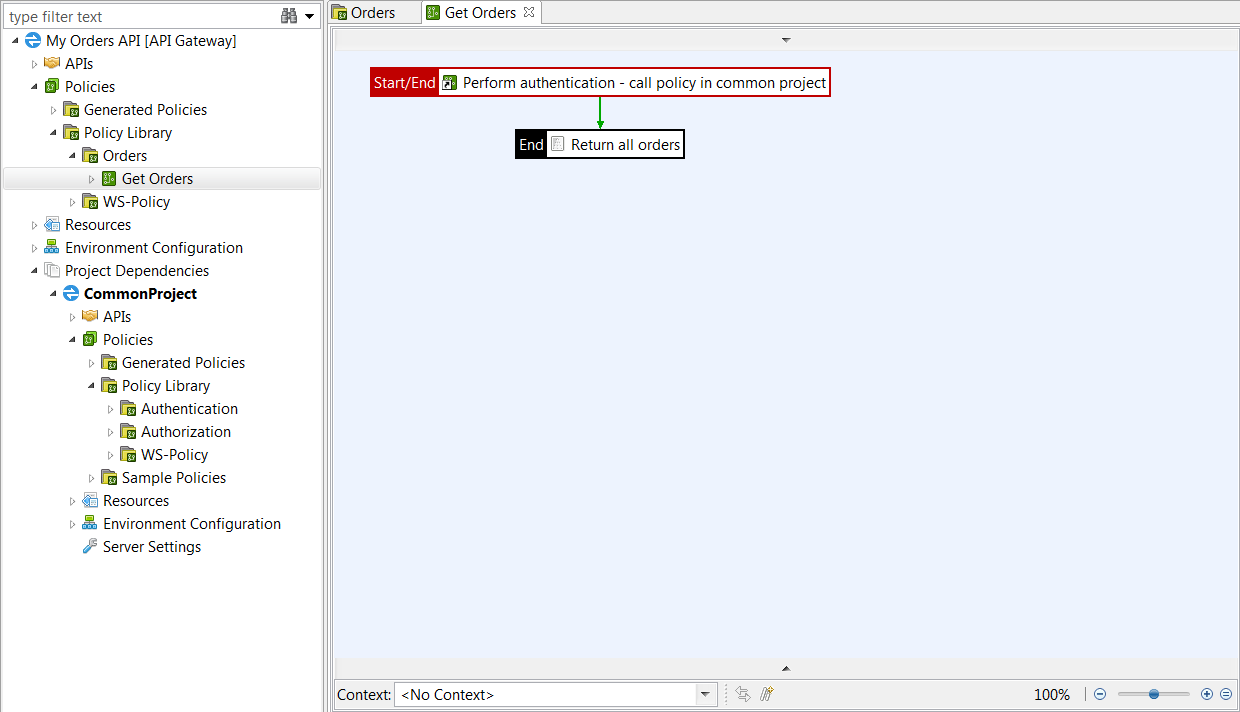 type filter text
My Orders API [API Gateway]
APIs
Policies
Generated Policies
Policy Library
Orders
Get Orders
WS-Policy
Resources
Environment Configuration
Project Dependencies
CommonProject
APIs
Policies
Generated Policies
Policy Library
Authentication
Authorization
WS-Policy
Sample Policies
Resources
Environment Configuration
Server Settings
Orders Get Orders
Start/End Perform authentication - call policy in common project
End Return all orders
Context: <No Context> 100%